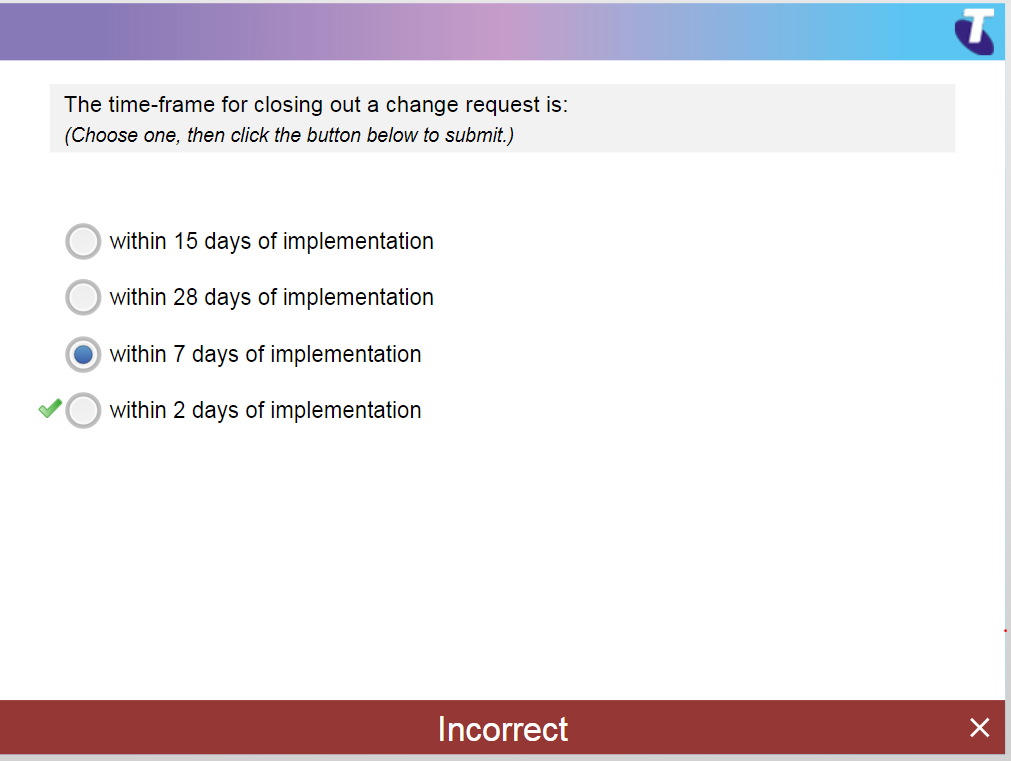 T
The time-frame for closing out a change request is:
(Choose one, then click the button below to submit.)
within 15 days of implementation
within 28 days of implementation
within 7 days of implementation
within 2 days of implementation
Incorrect